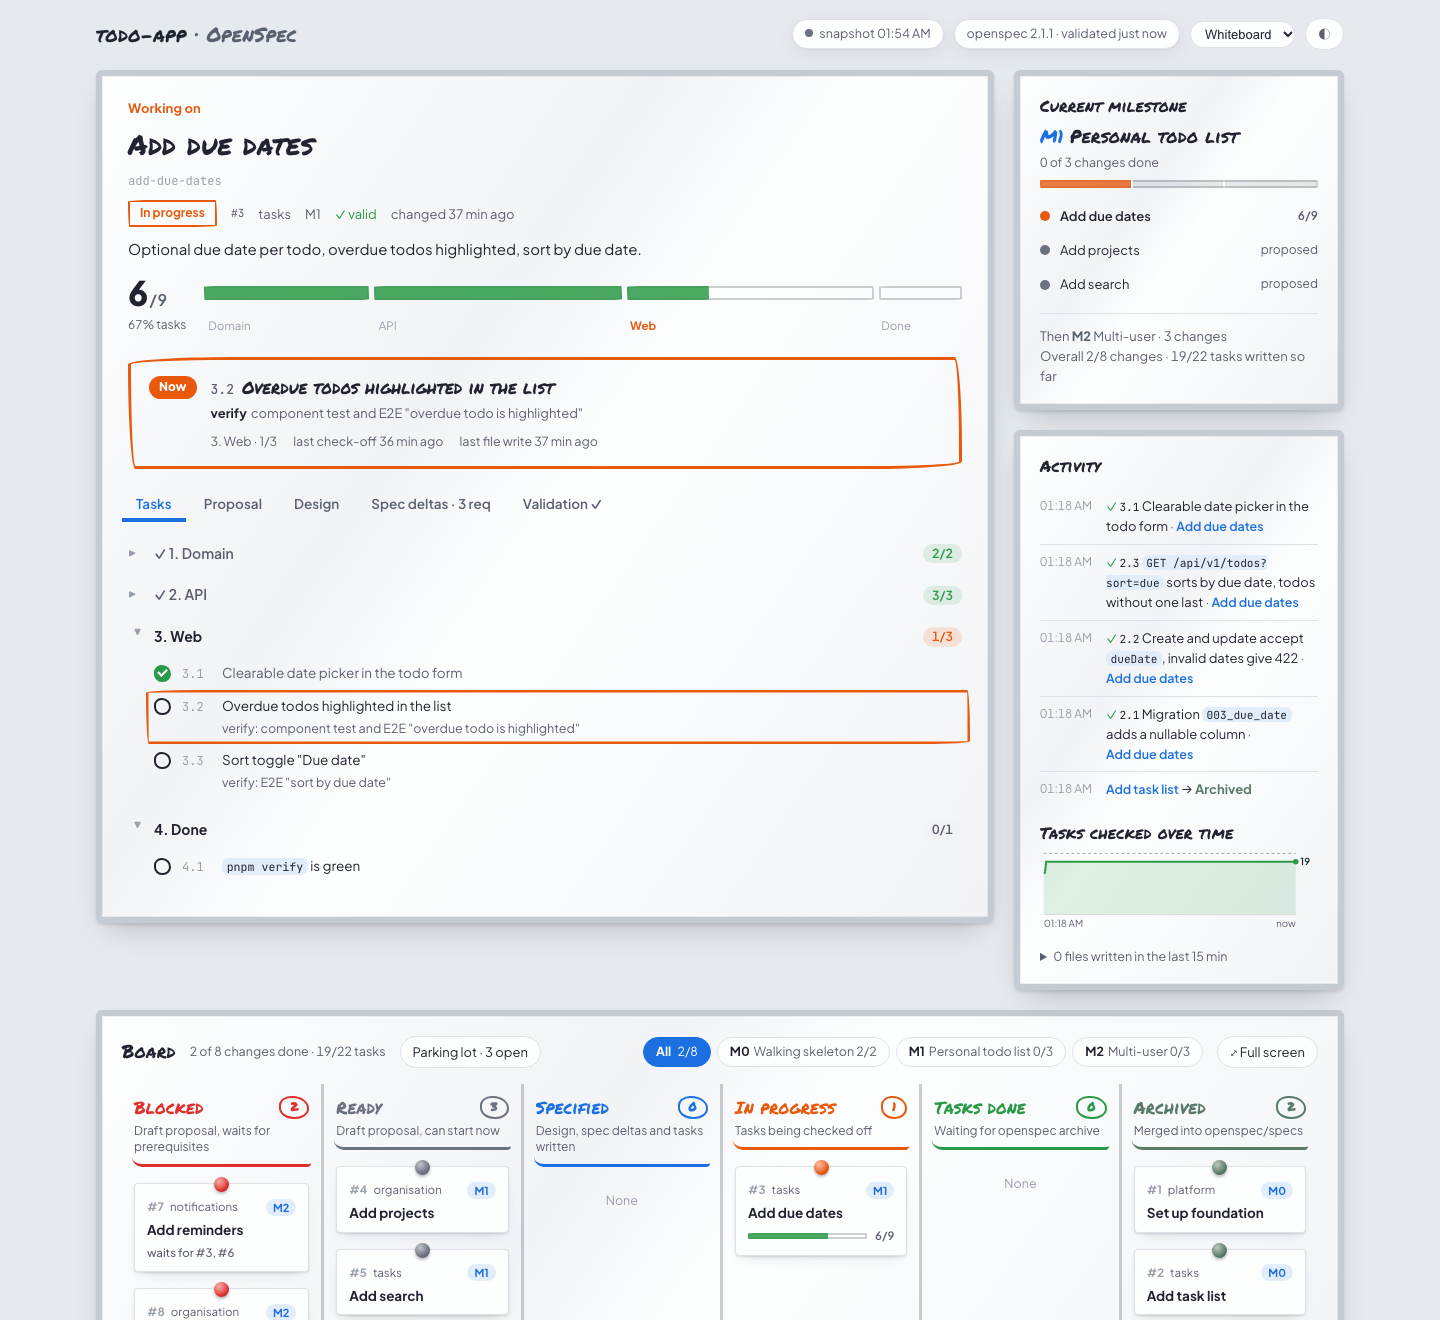 todo-app · OpenSpec
snapshot 01:54 AM
openspec 2.1.1 · validated just now
Whiteboard
Working on
Add due dates
add-due-dates
In progress #3 tasks M1 ✓ valid changed 37 min ago
Optional due date per todo, overdue todos highlighted, sort by due date.
6/9
67% tasks
Domain API Web Done
Now 3.2 Overdue todos highlighted in the list
verify component test and E2E "overdue todo is highlighted"
3. Web · 1/3 last check-off 36 min ago last file write 37 min ago
Tasks Proposal Design Spec deltas · 3 req Validation ✓
▸ ✓ 1. Domain 2/2
▸ ✓ 2. API 3/3
▾ 3. Web 1/3
3.1 Clearable date picker in the todo form
3.2 Overdue todos highlighted in the list
verify: component test and E2E "overdue todo is highlighted"
3.3 Sort toggle "Due date"
verify: E2E "sort by due date"
▾ 4. Done 0/1
4.1 pnpm verify is green
Current milestone
M1 Personal todo list
0 of 3 changes done
Add due dates 6/9
Add projects proposed
Add search proposed
Then M2 Multi-user · 3 changes
Overall 2/8 changes · 19/22 tasks written so
far
Activity
01:18 AM ✓ 3.1 Clearable date picker in the
todo form · Add due dates
01:18 AM ✓ 2.3 GET /api/v1/todos?
sort=due sorts by due date, todos
without one last · Add due dates
01:18 AM ✓ 2.2 Create and update accept
dueDate, invalid dates give 422 ·
Add due dates
01:18 AM ✓ 2.1 Migration 003_due_date
adds a nullable column ·
Add due dates
01:18 AM Add task list → Archived
Tasks checked over time
19
01:18 AM now
▸ 0 files written in the last 15 min
Board 2 of 8 changes done · 19/22 tasks Parking lot · 3 open
All 2/8 M0 Walking skeleton 2/2 M1 Personal todo list 0/3 M2 Multi-user 0/3 ⤢ Full screen
Blocked 2
Draft proposal, waits for
prerequisites
#7 notifications M2
Add reminders
waits for #3, #6
#8 organisation M2
Ready 3
Draft proposal, can start now
#4 organisation M1
Add projects
#5 tasks M1
Add search
Specified 0
Design, spec deltas and tasks
written
None
In progress 1
Tasks being checked off
#3 tasks M1
Add due dates
6/9
Tasks done 0
Waiting for openspec archive
None
Archived 2
Merged into openspec/specs
#1 platform M0
Set up foundation
#2 tasks M0
Add task list